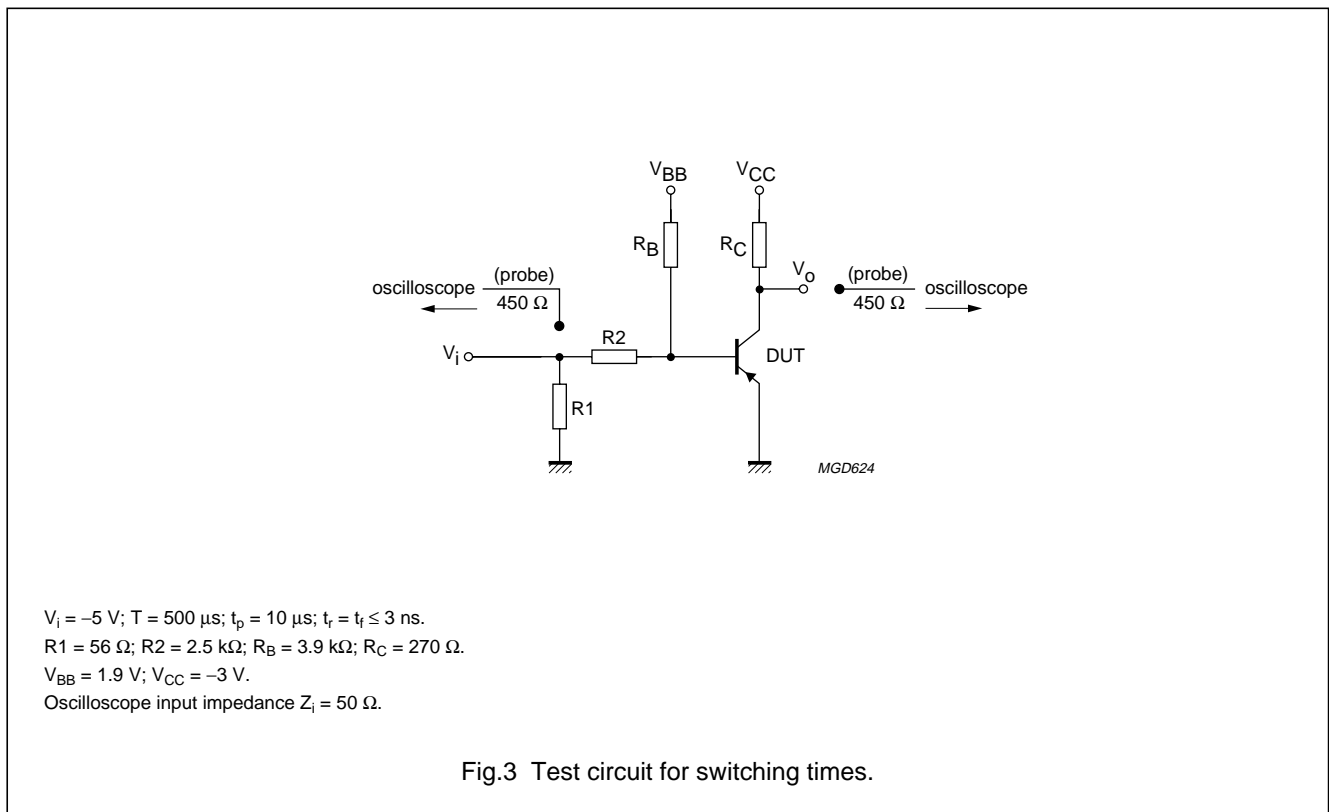 V_BB
V_CC
R_B
R_C
V_o
(probe)
oscilloscope
450 Ω
(probe)
oscilloscope
450 Ω
R2
V_i
DUT
R1
MGD624
V_i = −5 V; T = 500 µs; t_p = 10 µs; t_r = t_f ≤ 3 ns.
R1 = 56 Ω; R2 = 2.5 kΩ; R_B = 3.9 kΩ; R_C = 270 Ω.
V_BB = 1.9 V; V_CC = −3 V.
Oscilloscope input impedance Z_i = 50 Ω.
Fig.3 Test circuit for switching times.